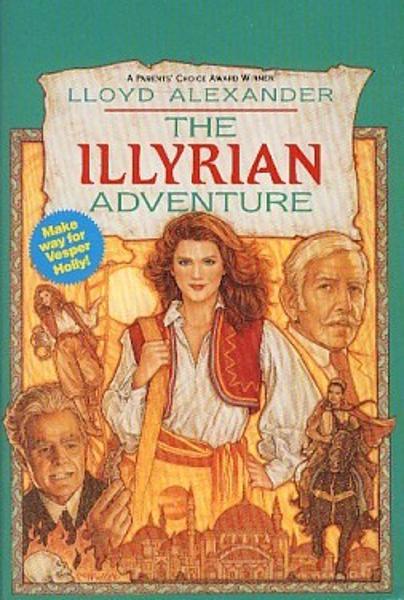 A PARENTS' CHOICE AWARD WINNER
LLOYD ALEXANDER
THE
ILLYRIAN
ADVENTURE
Make
way for
Vesper
Holly!